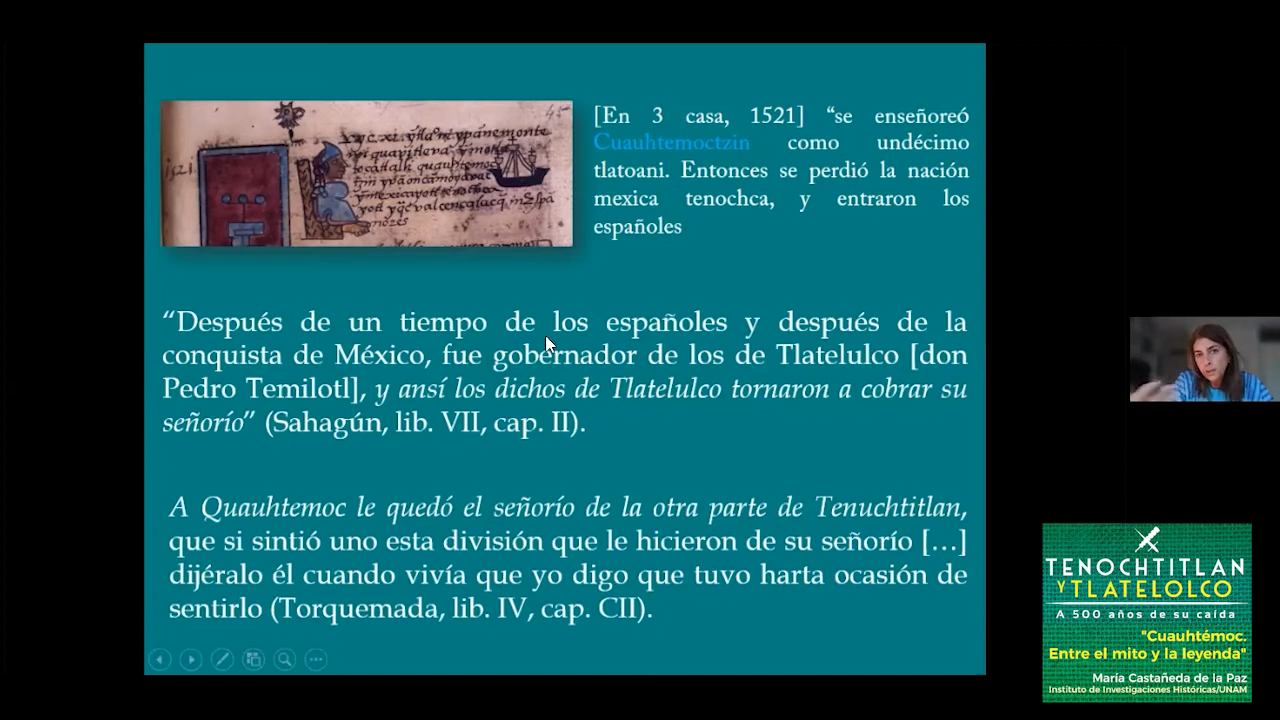 [En 3 casa, 1521] “se enseñoreó
Cuauhtemoctzin como undécimo
tlatoani. Entonces se perdió la nación
mexica tenochca, y entraron los
españoles
1521
“Después de un tiempo de los españoles y después de la
conquista de México, fue gobernador de los de Tlatelulco [don
Pedro Temilotl], y ansí los dichos de Tlatelulco tornaron a cobrar su
señorío” (Sahagún, lib. VII, cap. II).
A Quauhtemoc le quedó el señorío de la otra parte de Tenuchtitlan,
que si sintió uno esta división que le hicieron de su señorío […]
dijéralo él cuando vivía que yo digo que tuvo harta ocasión de
sentirlo (Torquemada, lib. IV, cap. CII).
TENOCHTITLAN
Y TLATELOLCO
A 500 años de su caída
"Cuauhtémoc.
Entre el mito y la leyenda"
María Castañeda de la Paz
Instituto de Investigaciones Históricas/UNAM